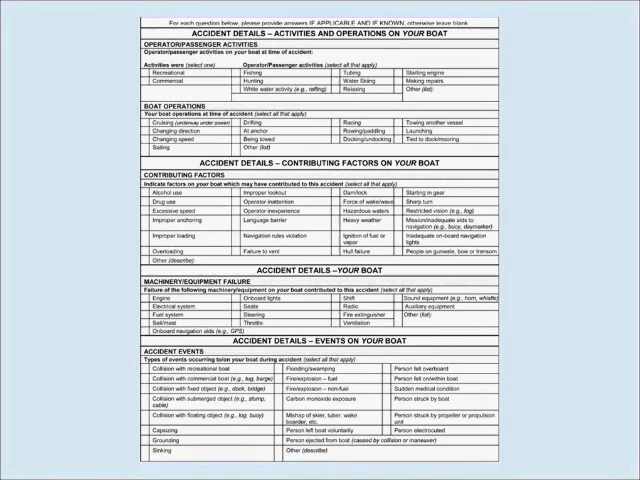 For each question below, please provide answers IF APPLICABLE AND IF KNOWN, otherwise leave blank
ACCIDENT DETAILS – ACTIVITIES AND OPERATIONS ON YOUR BOAT
OPERATOR/PASSENGER ACTIVITIES
Operator/passenger activities on your boat at time of accident:
Activities were (select one) Operator/Passenger activities (select all that apply)
Recreational Fishing Tubing Starting engine
Commercial Hunting Water Skiing Making repairs
White water activity (e.g., rafting) Relaxing Other (list):
BOAT OPERATIONS
Your boat operations at time of accident (select all that apply)
Cruising (underway under power) Drifting Racing Towing another vessel
Changing direction At anchor Rowing/paddling Launching
Changing speed Being towed Docking/undocking Tied to dock/mooring
Sailing Other (list)
ACCIDENT DETAILS – CONTRIBUTING FACTORS ON YOUR BOAT
CONTRIBUTING FACTORS
Indicate factors on your boat which may have contributed to this accident (select all that apply)
Alcohol use Improper lookout Dam/lock Starting in gear
Drug use Operator inattention Force of wake/wave Sharp turn
Excessive speed Operator inexperience Hazardous waters Restricted vision (e.g., fog)
Improper anchoring Language barrier Heavy weather Mission/inadequate aids to
navigation (e.g., buoy, daymarker)
Improper loading Navigation rules violation Ignition of fuel or
vapor Inadequate on-board navigation
lights
Overloading Failure to vent Hull failure People on gunwale, bow or transom
Other (describe)
ACCIDENT DETAILS –YOUR BOAT
MACHINERY/EQUIPMENT FAILURE
Failure of the following machinery/equipment on your boat contributed to this accident (select all that apply)
Engine Onboard lights Shift Sound equipment (e.g., horn, whistle)
Electrical system Seats Radio Auxiliary equipment
Fuel system Steering Fire extinguisher Other (list):
Sail/mast Throttle Ventilation
Onboard navigation aids (e.g., GPS)
ACCIDENT DETAILS – EVENTS ON YOUR BOAT
ACCIDENT EVENTS
Types of events occurring to/on your boat during accident (select all that apply)
Collision with recreational boat Flooding/swamping Person fell overboard
Collision with commercial boat (e.g., tug, barge) Fire/explosion – fuel Person fell on/within boat
Collision with fixed object (e.g., dock, bridge) Fire/explosion – non-fuel Sudden medical condition
Collision with submerged object (e.g., stump,
cable) Carbon monoxide exposure Person struck by boat
Collision with floating object (e.g., log, buoy) Mishap of skier, tuber, wake
boarder, etc. Person struck by propeller or propulsion
unit
Capsizing Person left boat voluntarily Person electrocuted
Grounding Person ejected from boat (caused by collision or maneuver)
Sinking Other (describe)